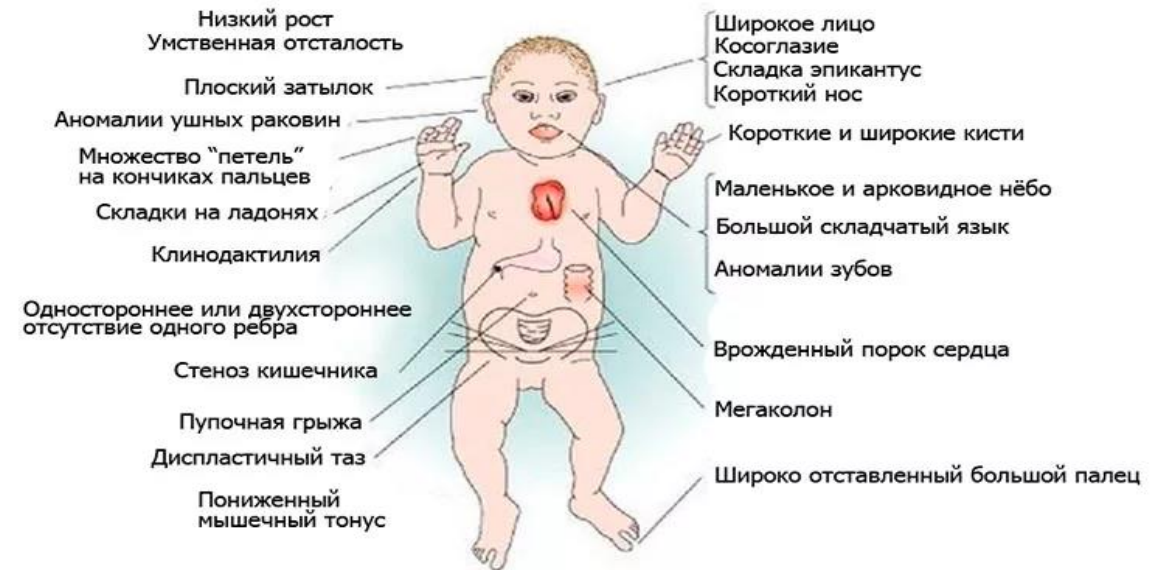 Низкий рост
Умственная отсталость
Плоский затылок
Аномалии ушных раковин
Множество “петель”
на кончиках пальцев
Складки на ладонях
Клинодактилия
Одностороннее или двухстороннее
отсутствие одного ребра
Стеноз кишечника
Пупочная грыжа
Диспластичный таз
Пониженный
мышечный тонус
Широкое лицо
Косоглазие
Складка эпикантус
Короткий нос
Короткие и широкие кисти
Маленькое и арковидное нёбо
Большой складчатый язык
Аномалии зубов
Врожденный порок сердца
Мегаколон
Широко отставленный большой палец